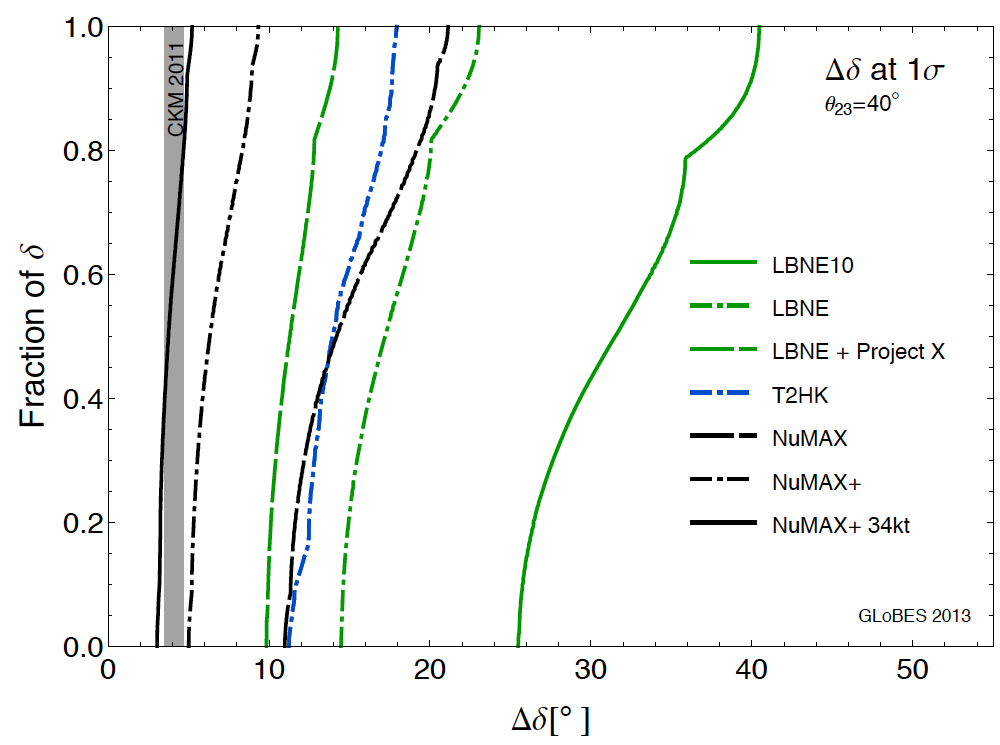 1.0
0.8
0.6
0.4
0.2
0.0
Fraction of δ
CKM 2011
Δδ at 1σ
θ23=40°
LBNE10
LBNE
LBNE + Project X
T2HK
NuMAX
NuMAX+
NuMAX+ 34kt
GLoBES 2013
0 10 20 30 40 50
Δδ[° ]